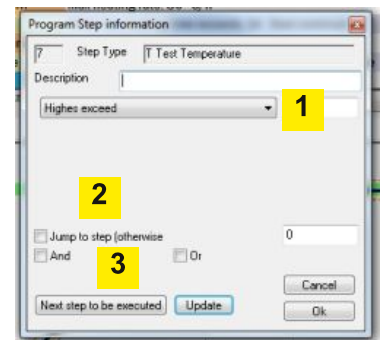 Program Step information
7 Step Type T Test Temperature
Description
Highes exceed 1
2
Jump to step (otherwise 0
And Or
3
Cancel
Next step to be executed Update Ok